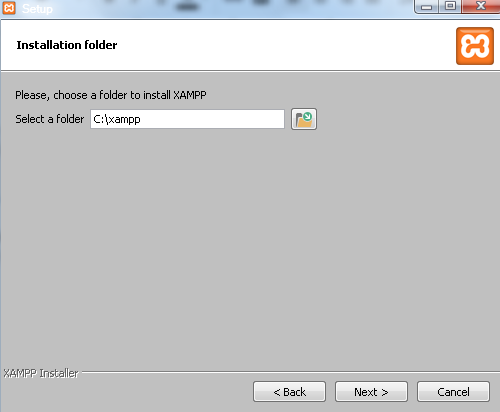 Setup
Installation folder
Please, choose a folder to install XAMPP
Select a folder C:\xampp
XAMPP Installer
< Back Next > Cancel